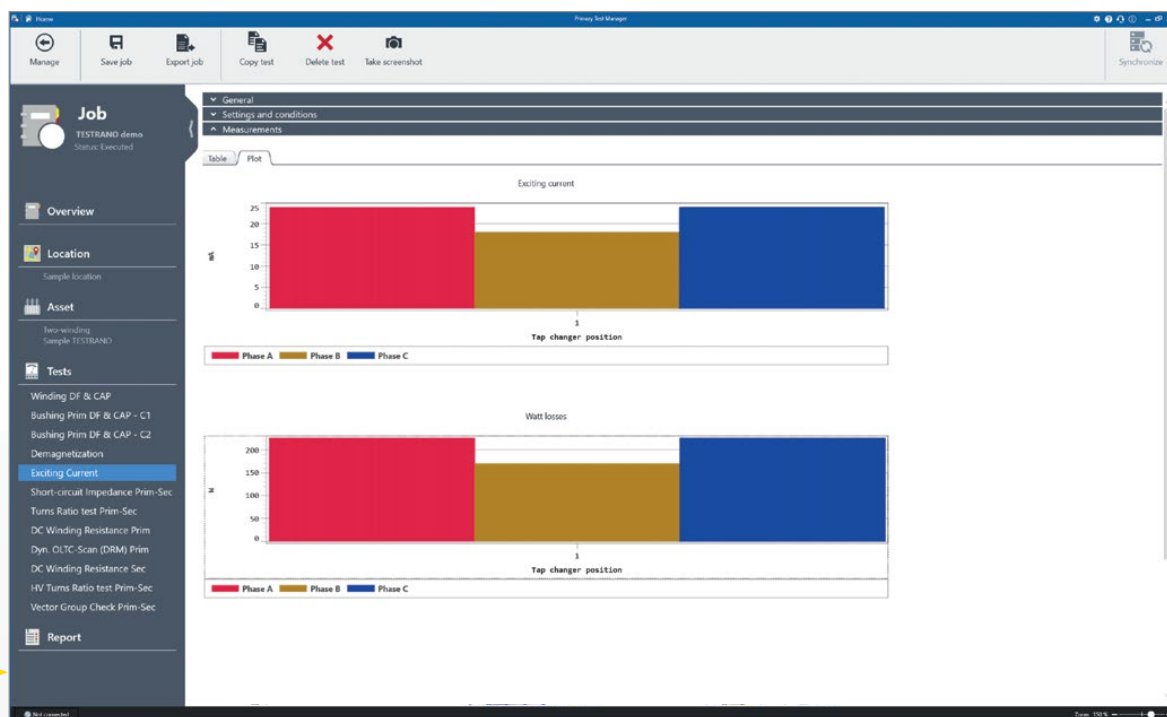 Home
Primary Test Manager
Manage
Save job
Export job
Copy test
Delete test
Take screenshot
Synchronize
Job
TESTRANO demo
Status: Executed
Overview
Location
Sample location
Asset
Two-winding
Sample TESTRANO
Tests
Winding DF & CAP
Bushing Prim DF & CAP - C1
Bushing Prim DF & CAP - C2
Demagnetization
Exciting Current
Short-circuit Impedance Prim-Sec
Turns Ratio test Prim-Sec
DC Winding Resistance Prim
Dyn. OLTC-Scan (DRM) Prim
DC Winding Resistance Sec
HV Turns Ratio test Prim-Sec
Vector Group Check Prim-Sec
Report
General
Settings and conditions
Measurements
Table Plot
Exciting current
25
20
15
10
5
0
mA
1
Tap changer position
Phase A Phase B Phase C
Watt losses
200
150
100
50
0
W
1
Tap changer position
Phase A Phase B Phase C
Not connected
Zoom 150 %